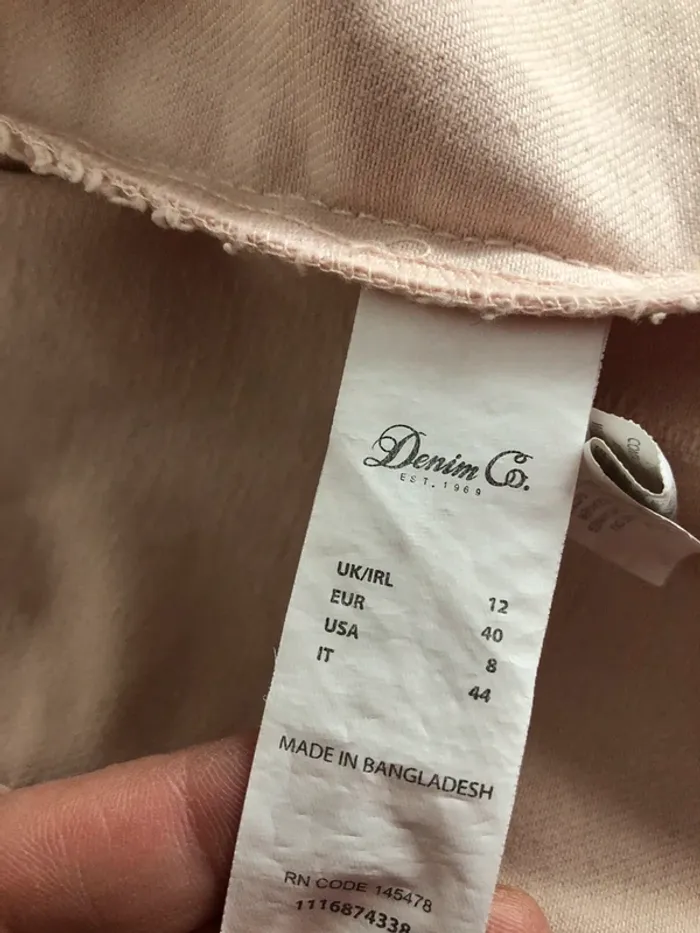 Denim Co.
EST. 1969
UK/IRL 12
EUR 40
USA 8
IT 44
MADE IN BANGLADESH
RN CODE 145478
1116874338